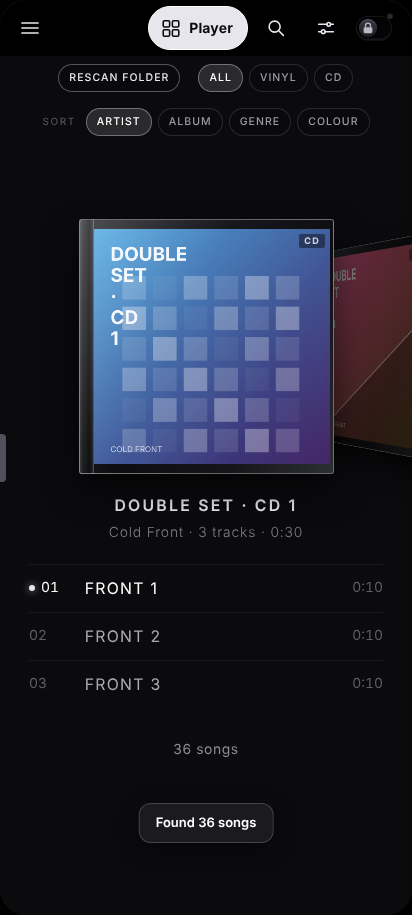 Player
RESCAN FOLDER ALL VINYL CD
SORT ARTIST ALBUM GENRE COLOUR
CD
DOUBLE
SET
·
CD
1
COLD FRONT
DOUBLE SET · CD 1
Cold Front · 3 tracks · 0:30
01 FRONT 1 0:10
02 FRONT 2 0:10
03 FRONT 3 0:10
36 songs
Found 36 songs